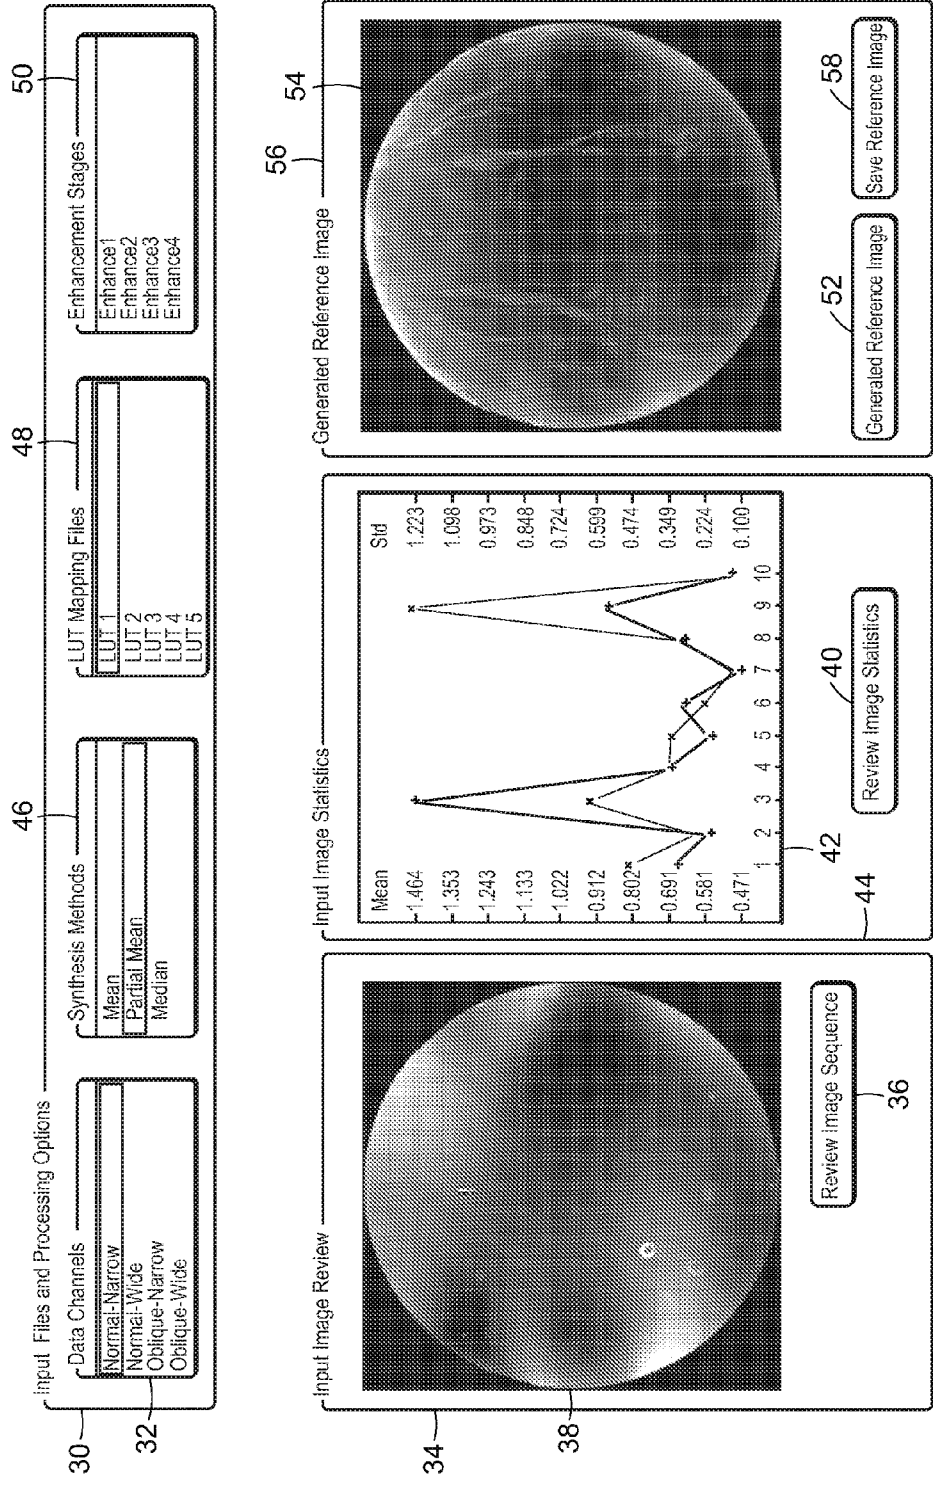 Input Files and Processing Options
30
Data Channels
Normal-Narrow
Normal-Wide
Oblique-Narrow
Oblique-Wide
32
Synthesis Methods
46
Mean
Partial Mean
Median
LUT Mapping Files
48
LUT 1
LUT 2
LUT 3
LUT 4
LUT 5
Enhancement Stages
50
Enhance1
Enhance2
Enhance3
Enhance4
Input Image Review
34
38
Review Image Sequence
36
Input Image Statistics
Mean
1.464
1.353
1.243
1.133
1.022
0.912
0.802
0.691
0.581
0.471
Std
1.223
1.098
0.973
0.848
0.724
0.599
0.474
0.349
0.224
0.100
1 2 3 4 5 6 7 8 9 10
42
44
Review Image Statistics
40
Generated Reference Image
56
54
Generated Reference Image
52
Save Reference Image
58